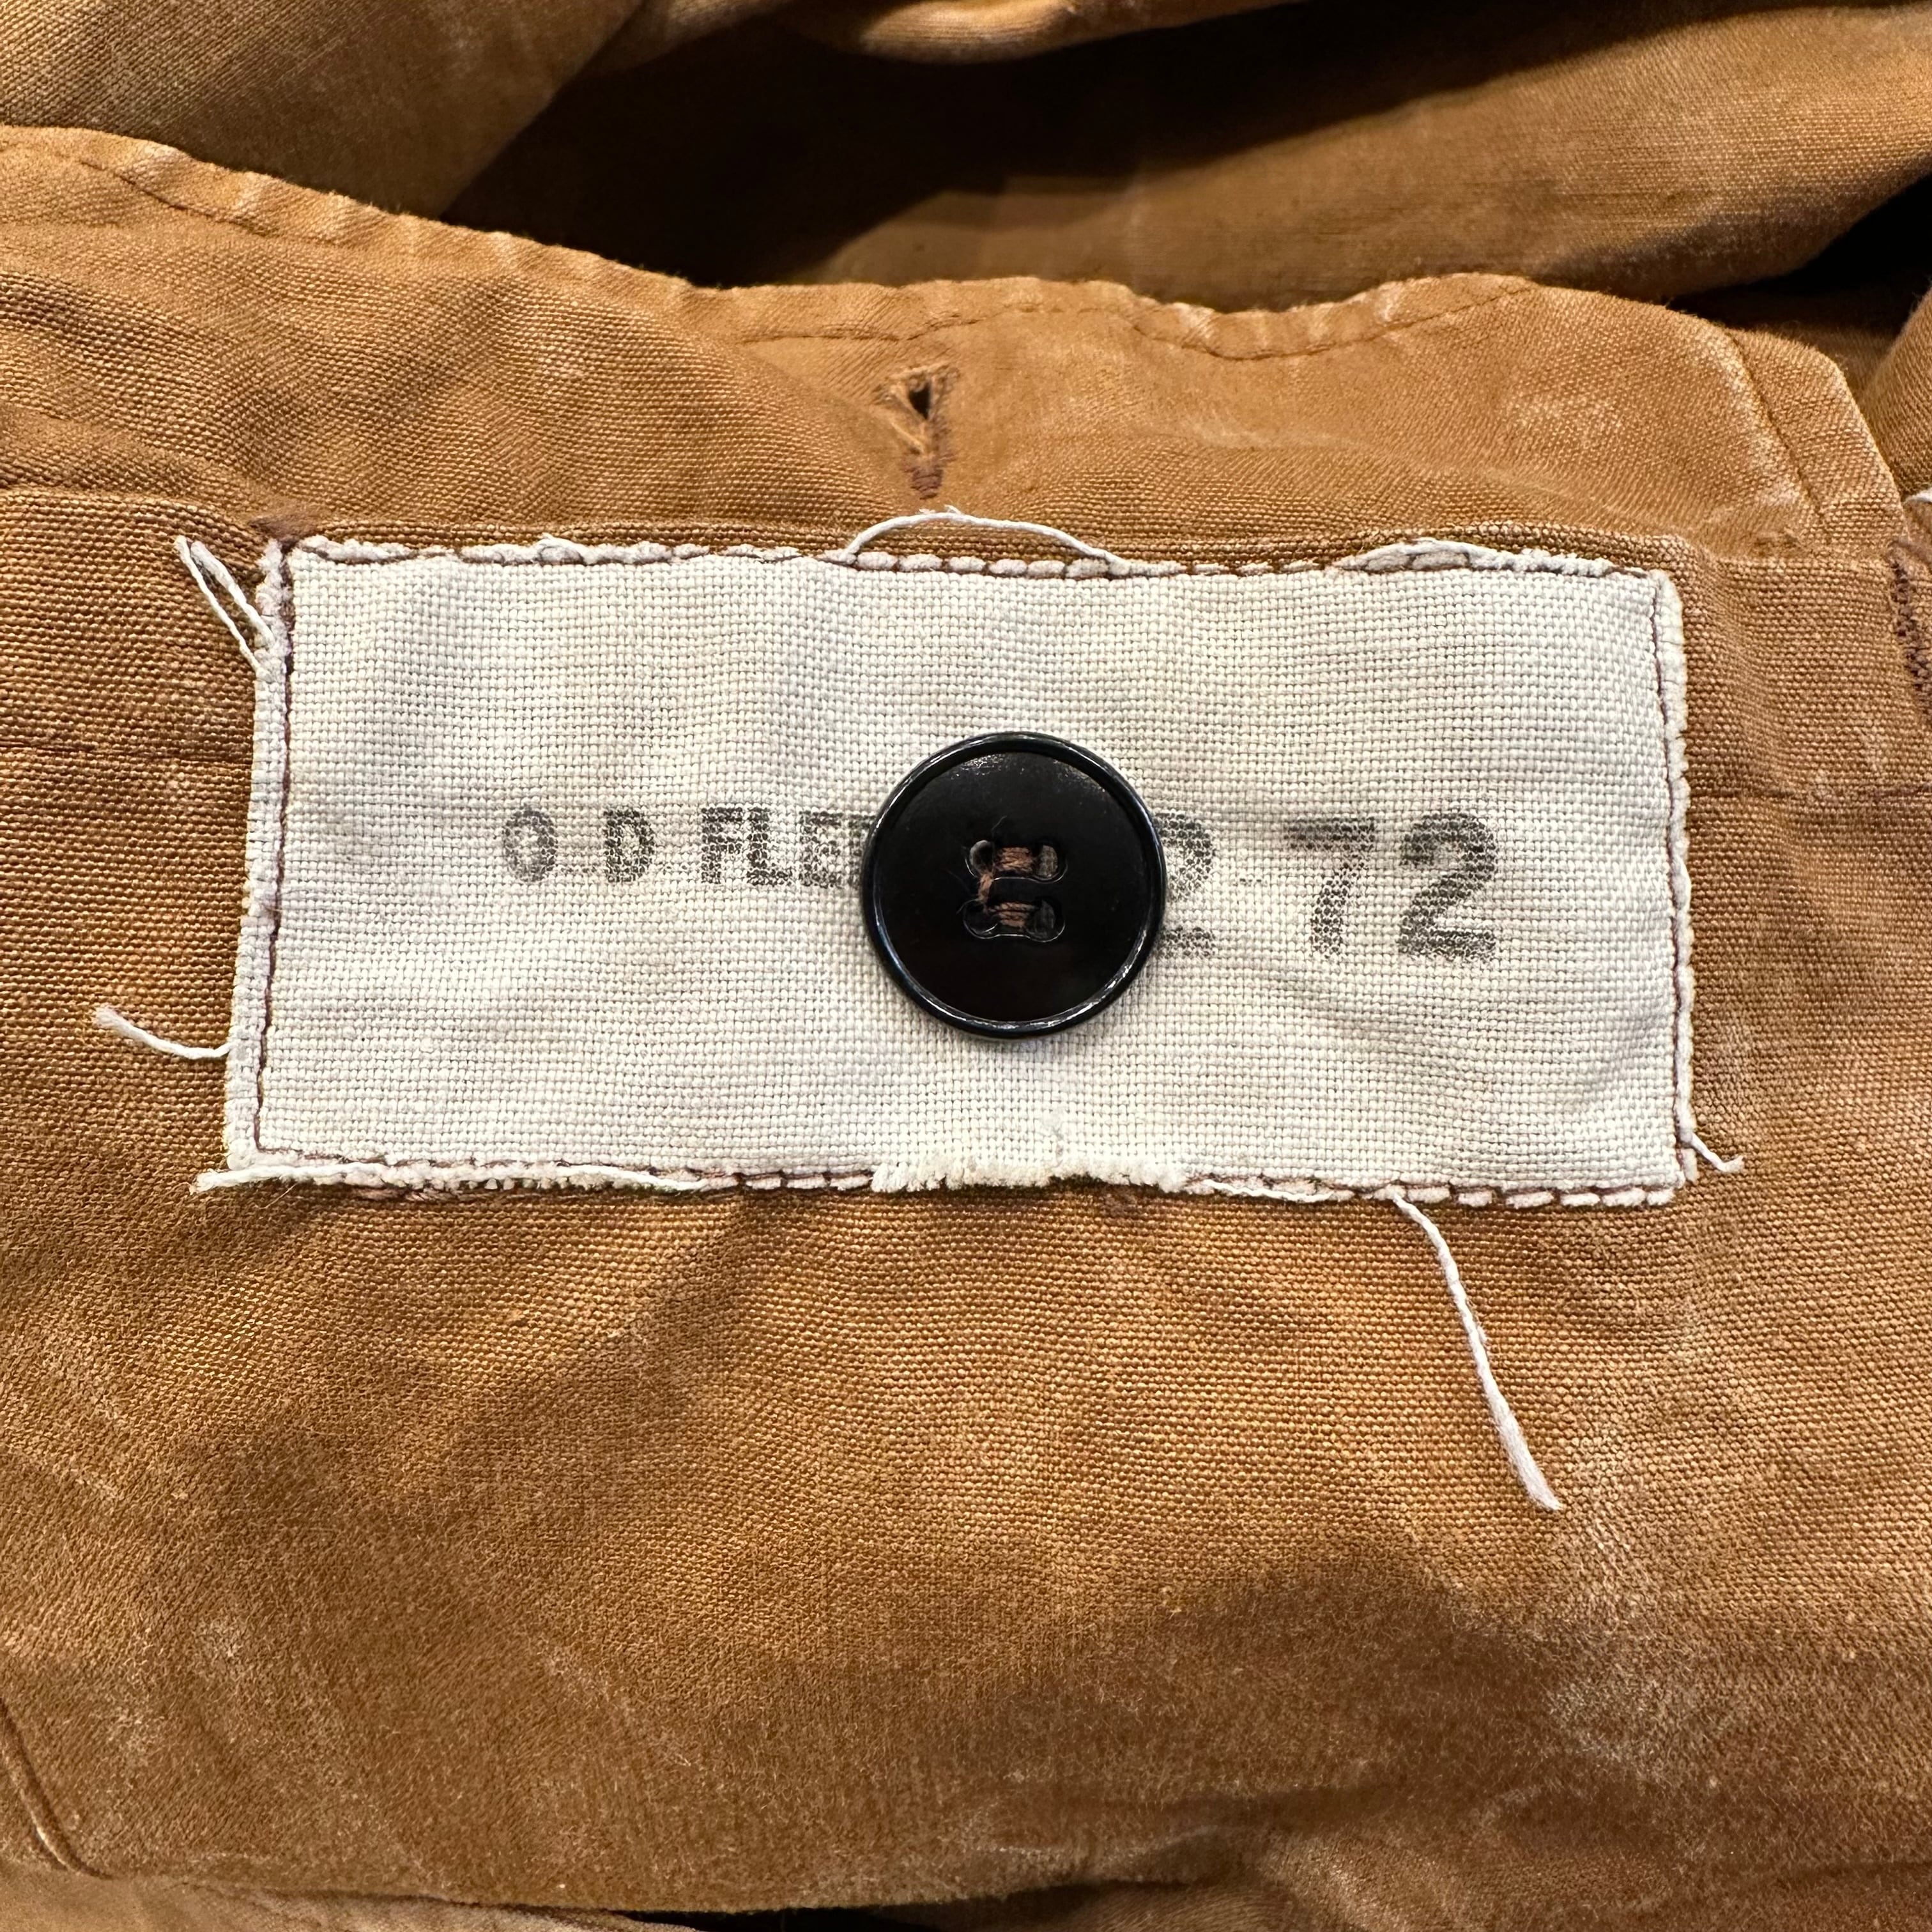 O. D. FLE 2-72